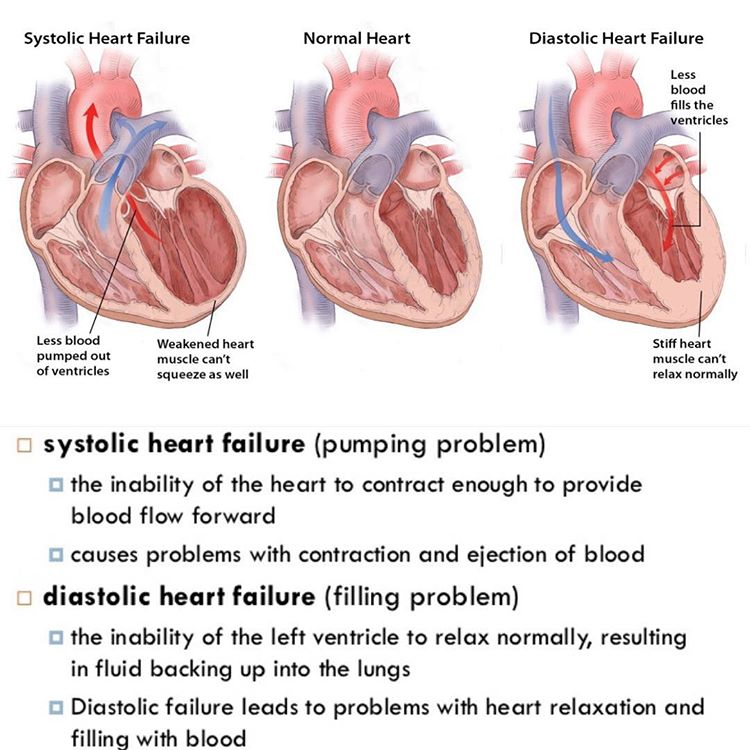 Systolic Heart Failure
Normal Heart
Diastolic Heart Failure
Less
blood
fills the
ventricles
Less blood
pumped out
of ventricles
Weakened heart
muscle can't
squeeze as well
Stiff heart
muscle can't
relax normally
systolic heart failure (pumping problem)
the inability of the heart to contract enough to provide
blood flow forward
causes problems with contraction and ejection of blood
diastolic heart failure (filling problem)
the inability of the left ventricle to relax normally, resulting
in fluid backing up into the lungs
Diastolic failure leads to problems with heart relaxation and
filling with blood